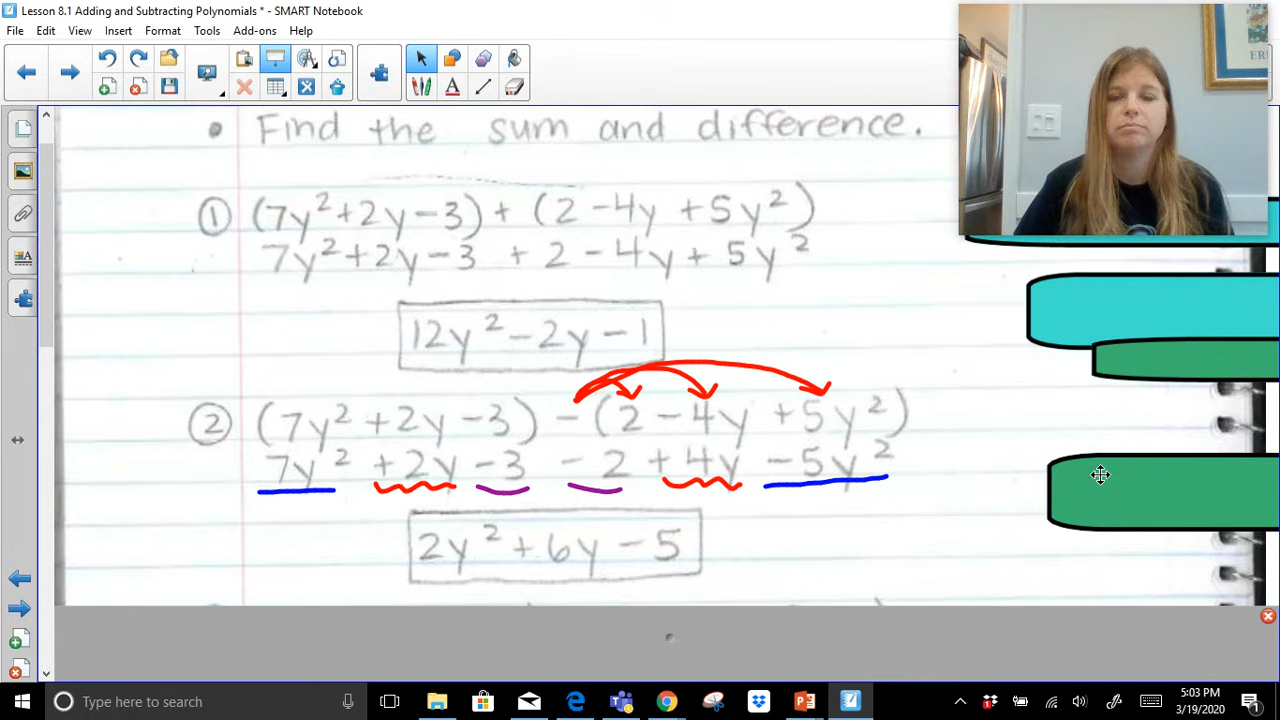 Lesson 8.1 Adding and Subtracting Polynomials * - SMART Notebook
File Edit View Insert Format Tools Add-ons Help
• Find the sum and difference.
① (7y²+2y-3) + (2-4y+5y²)
7y²+2y-3 + 2-4y+5y²
12y²-2y-1
② (7y²+2y-3) -(2-4y+5y²)
7y²+2y-3 -2+4y-5y²
2y²+6y-5
Type here to search
5:03 PM
3/19/2020